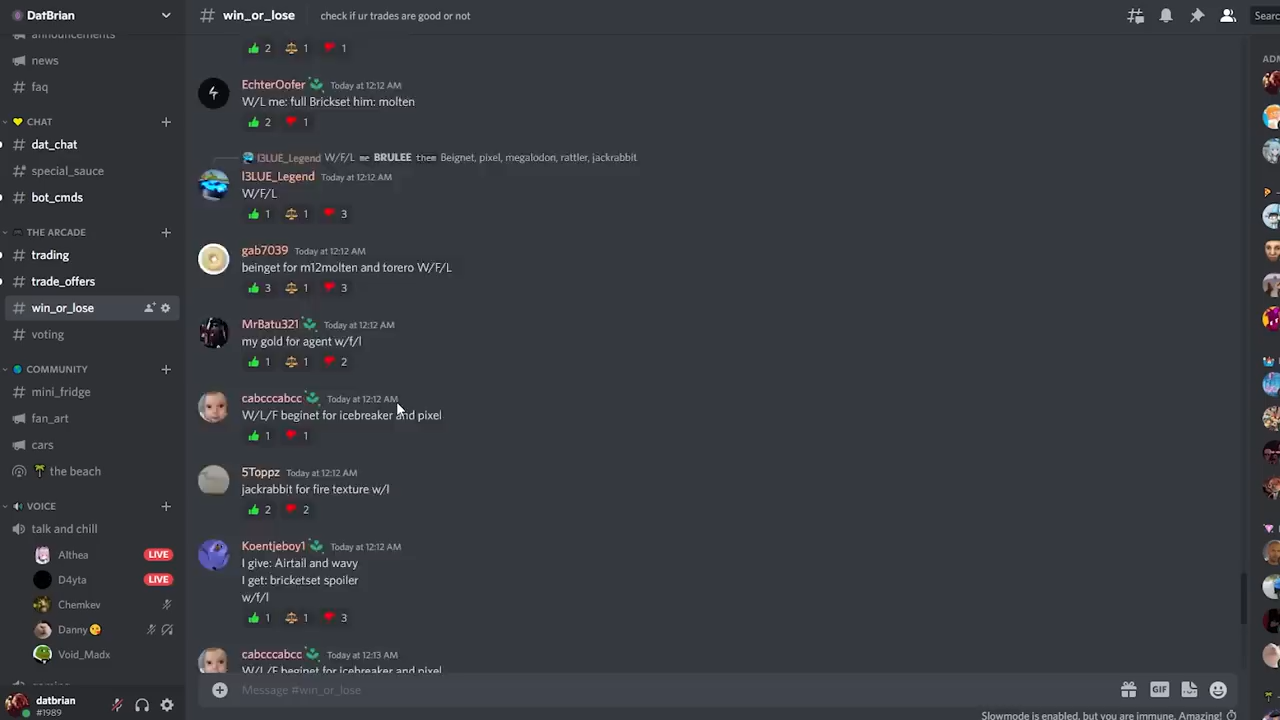 DatBrian
announcements
news
faq
CHAT
dat_chat
special_sauce
bot_cmds
THE ARCADE
trading
trade_offers
win_or_lose
voting
COMMUNITY
mini_fridge
fan_art
cars
the beach
VOICE
talk and chill
Althea LIVE
D4yta LIVE
Chemkev
Danny
Void_Madx
datbrian
#1989
# win_or_lose check if ur trades are good or not
2 1 1
EchterOofer Today at 12:12 AM
W/L me: full Brickset him: molten
2 1
I3LUE_Legend W/F/L me BRULEE them Beignet, pixel, megalodon, rattler, jackrabbit
I3LUE_Legend Today at 12:12 AM
W/F/L
1 1 3
gab7039 Today at 12:12 AM
beinget for m12molten and torero W/F/L
3 1 3
MrBatu321 Today at 12:12 AM
my gold for agent w/f/l
1 1 2
cabcccabcc Today at 12:12 AM
W/L/F beginet for icebreaker and pixel
1 1
5Toppz Today at 12:12 AM
jackrabbit for fire texture w/l
2 2
Koentjeboy1 Today at 12:12 AM
I give: Airtail and wavy
I get: bricketset spoiler
w/f/l
1 1 3
cabcccabcc Today at 12:13 AM
W/L/F beginet for icebreaker and pixel
Message #win_or_lose
GIF
Slowmode is enabled, but you are immune. Amazing!
Searc
ADM